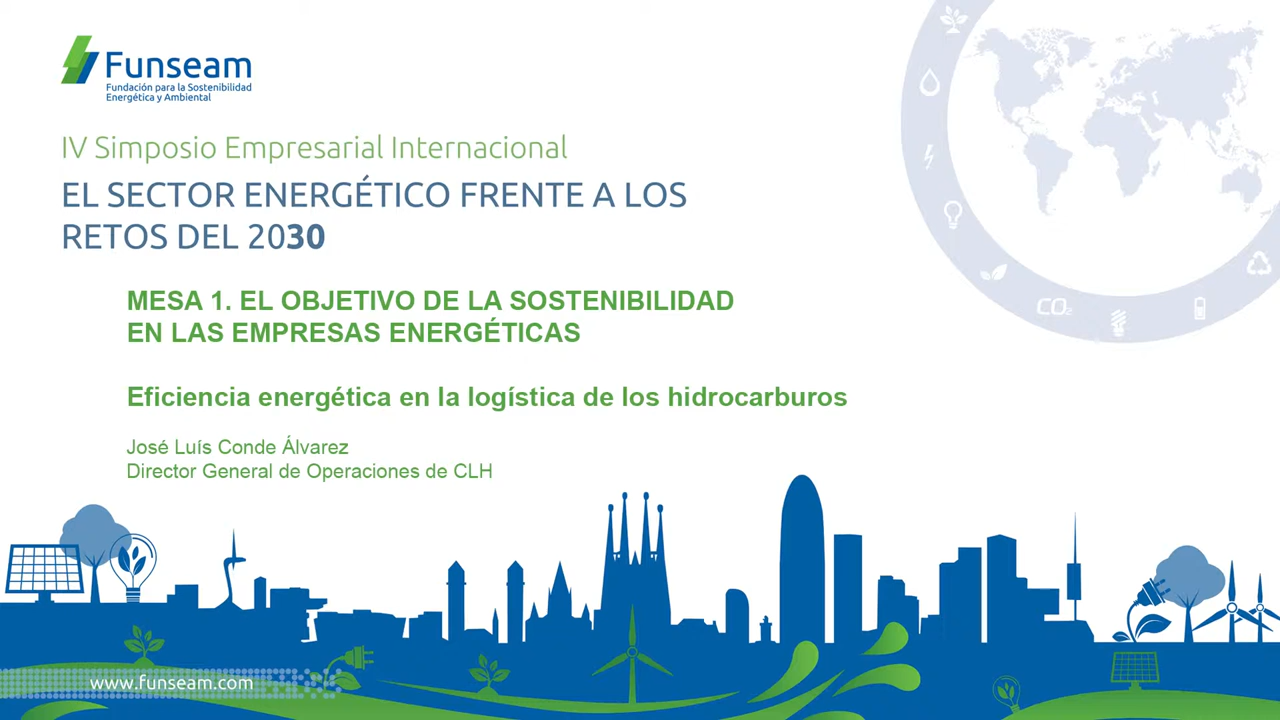 Funseam
Fundación para la Sostenibilidad
Energética y Ambiental
IV Simposio Empresarial Internacional
EL SECTOR ENERGÉTICO FRENTE A LOS
RETOS DEL 2030
MESA 1. EL OBJETIVO DE LA SOSTENIBILIDAD
EN LAS EMPRESAS ENERGÉTICAS
Eficiencia energética en la logística de los hidrocarburos
José Luís Conde Álvarez
Director General de Operaciones de CLH
CO₂
www.funseam.com